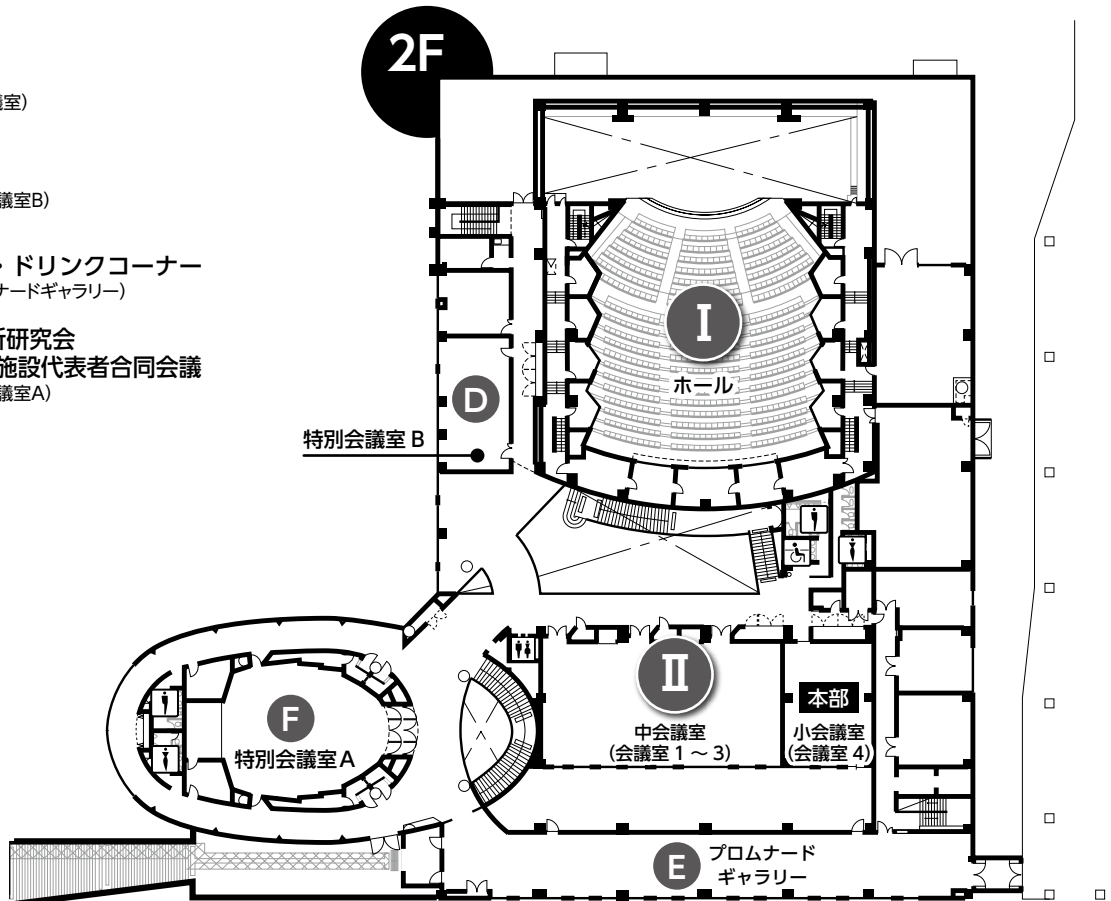 2F
議室)
議室B)
・ドリンクコーナー
ナードギャラリー)
所研究会
施設代表者合同会議
議室A)
I
ホール
D
特別会議室 B
II
中会議室
(会議室 1 ~ 3)
本部
小会議室
(会議室 4)
F
特別会議室 A
E
プロムナード
ギャラリー